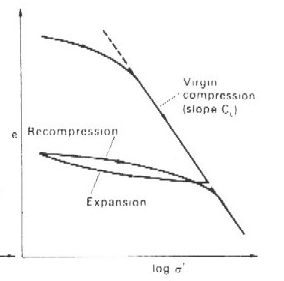 Virgin
compression
(slope Cc)
e
Recompression
Expansion
log σ'